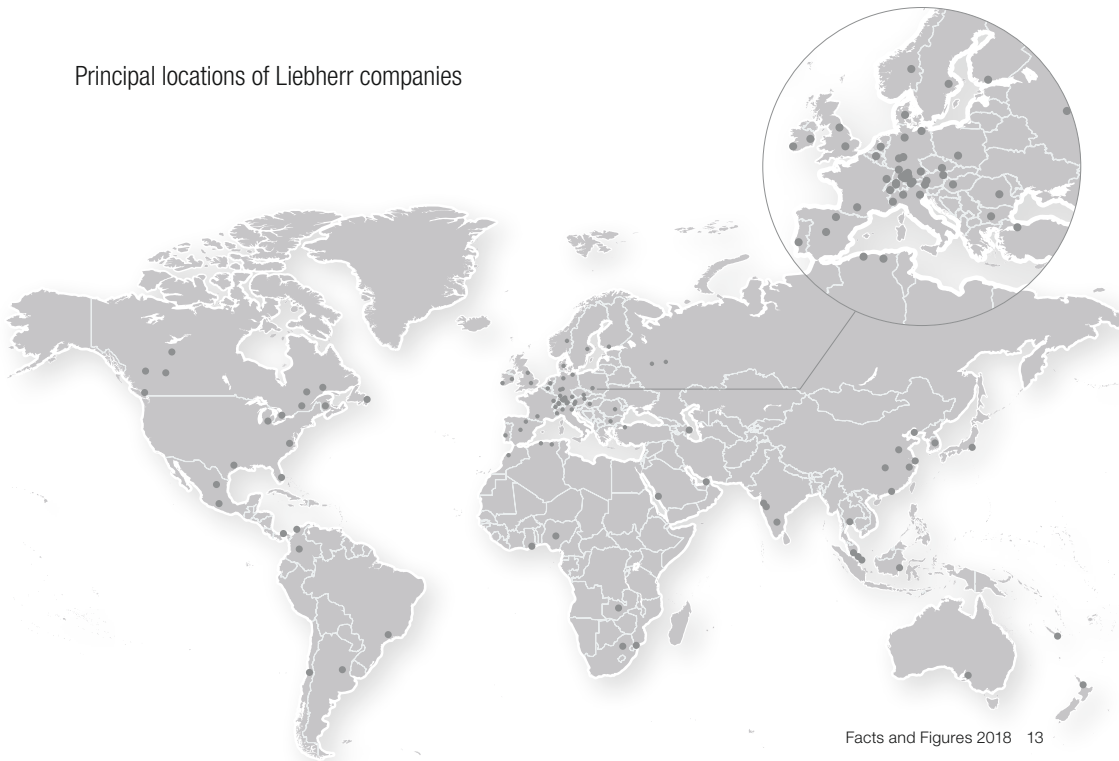 Principal locations of Liebherr companies
Facts and Figures 2018 13